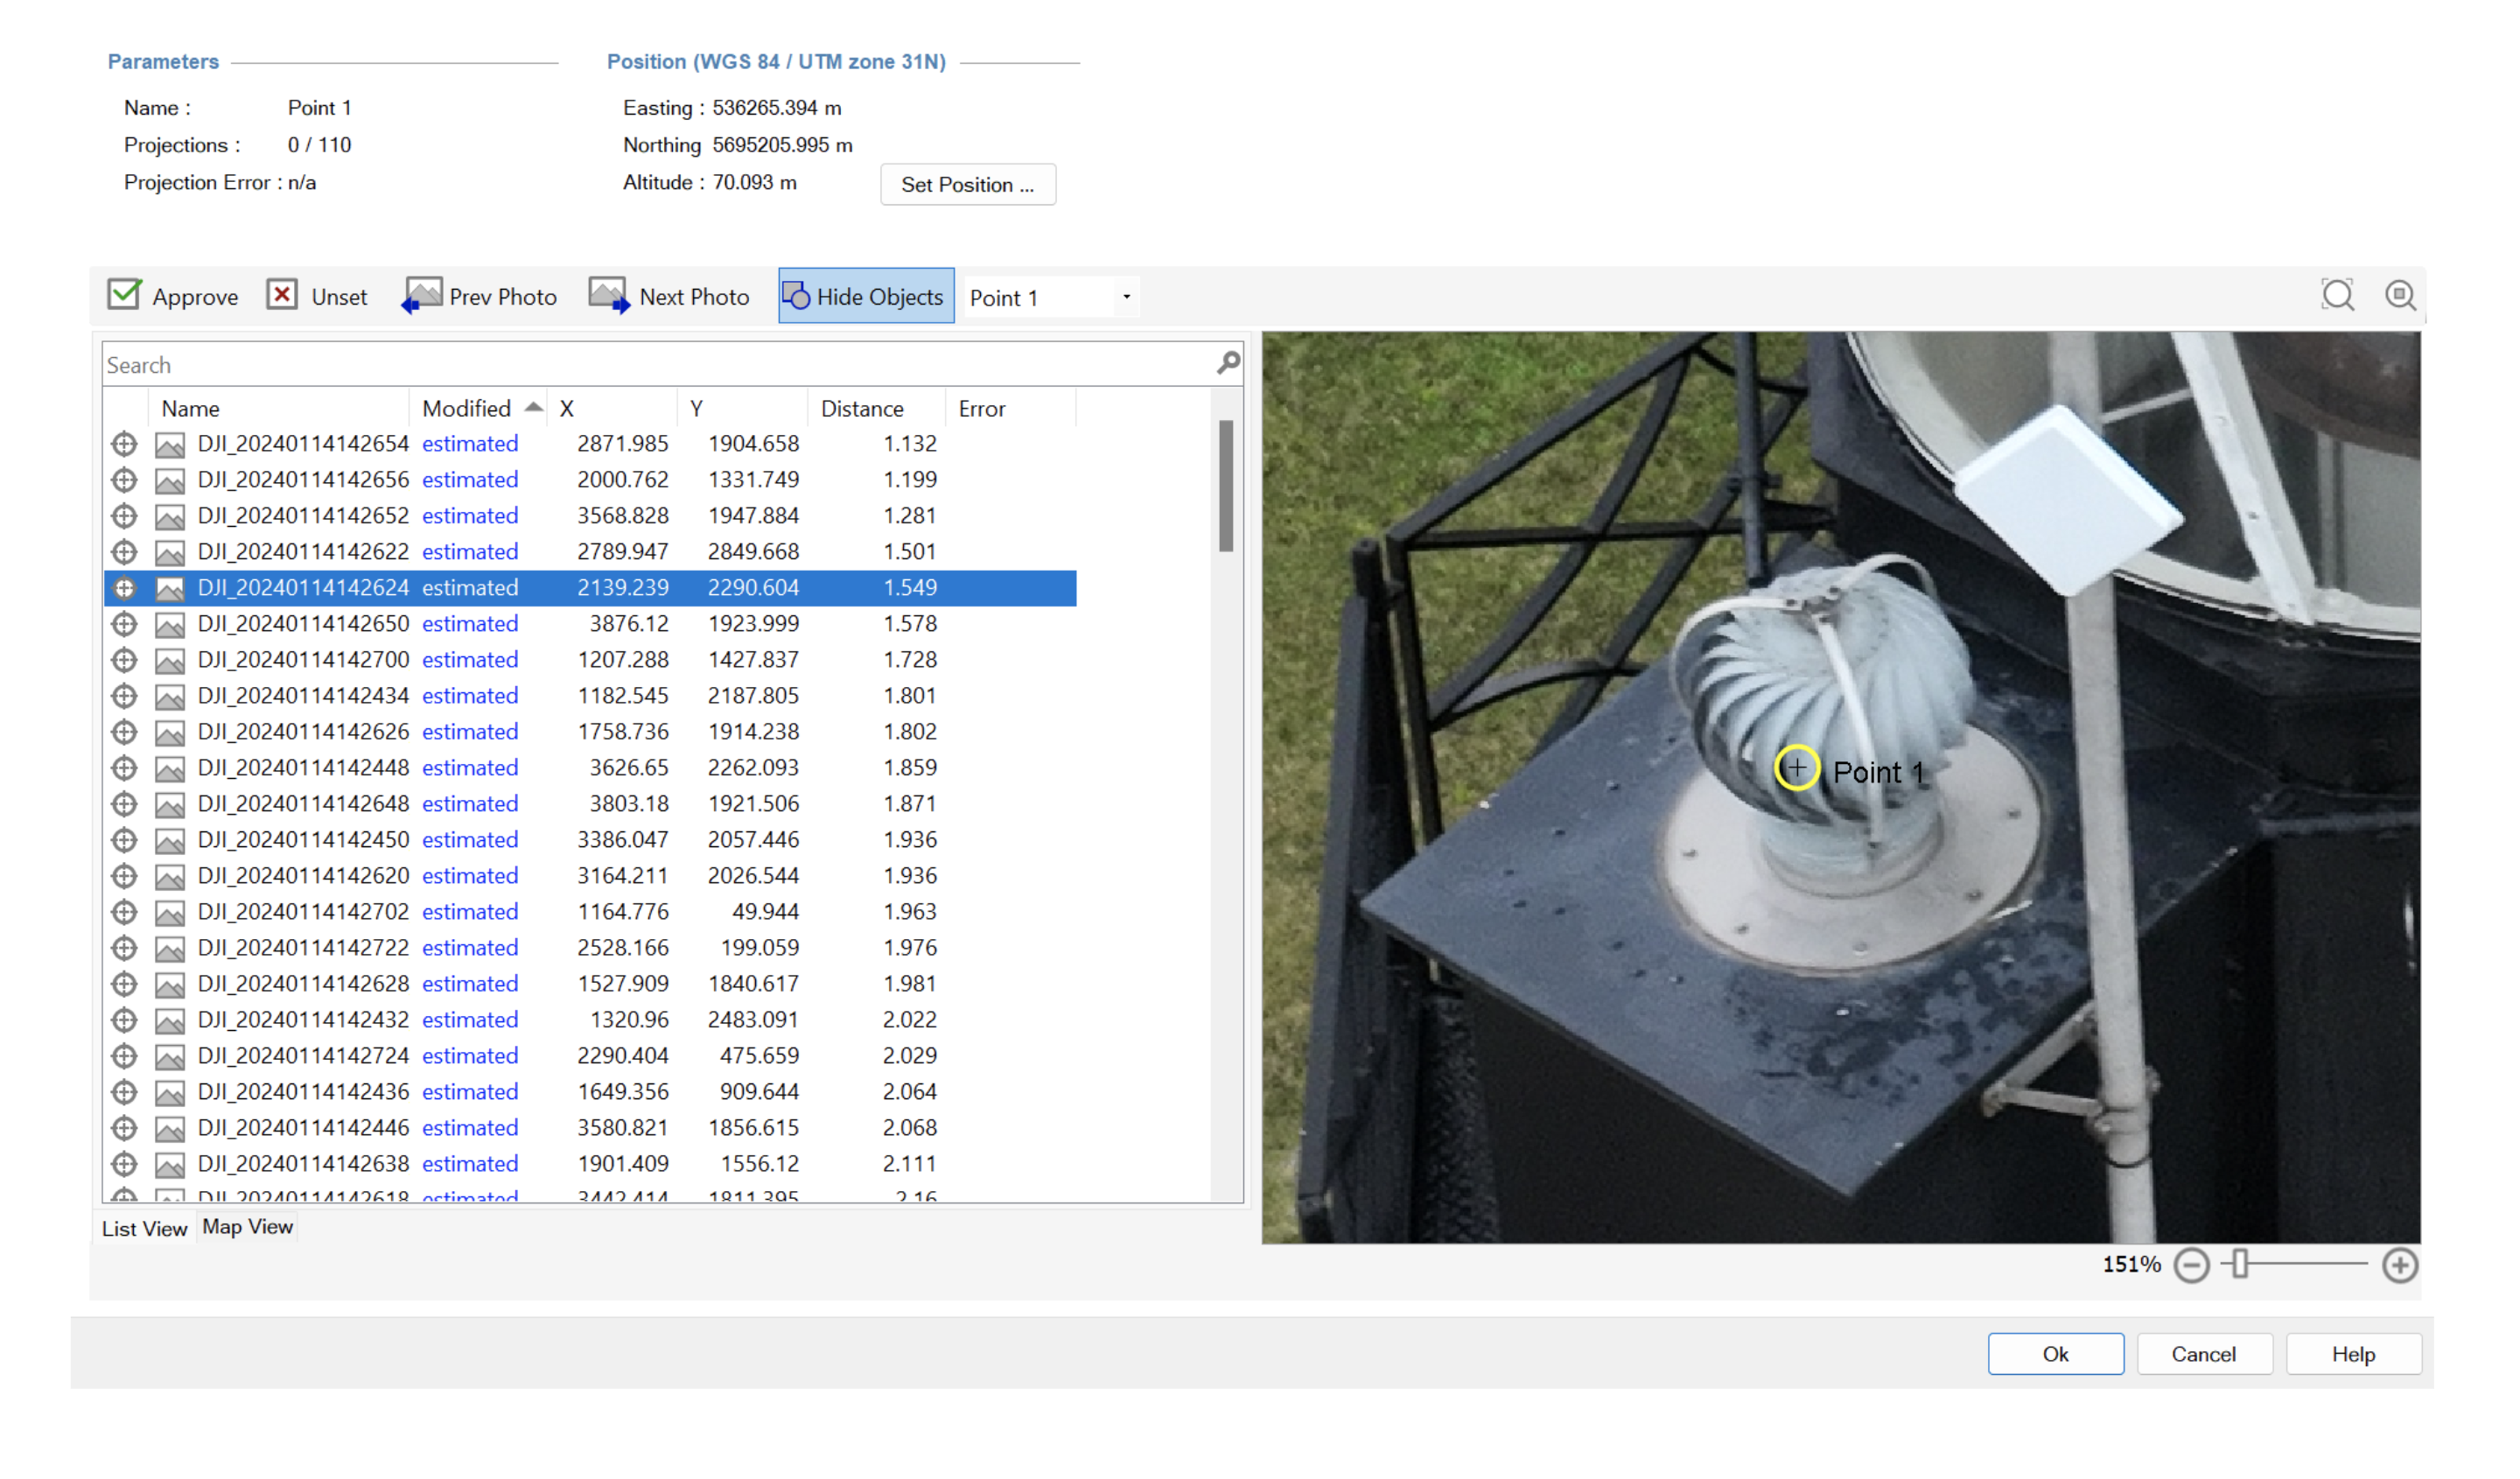 Parameters
Position (WGS 84 / UTM zone 31N)
Name : Point 1
Easting : 536265.394 m
Projections : 0 / 110
Northing 5695205.995 m
Projection Error : n/a
Altitude : 70.093 m
Set Position ...
Approve Unset Prev Photo Next Photo Hide Objects Point 1
Search
Name Modified X Y Distance Error
DJI_20240114142654 estimated 2871.985 1904.658 1.132
DJI_20240114142656 estimated 2000.762 1331.749 1.199
DJI_20240114142652 estimated 3568.828 1947.884 1.281
DJI_20240114142622 estimated 2789.947 2849.668 1.501
DJI_20240114142624 estimated 2139.239 2290.604 1.549
DJI_20240114142650 estimated 3876.12 1923.999 1.578
DJI_20240114142700 estimated 1207.288 1427.837 1.728
DJI_20240114142434 estimated 1182.545 2187.805 1.801
DJI_20240114142626 estimated 1758.736 1914.238 1.802
DJI_20240114142448 estimated 3626.65 2262.093 1.859
DJI_20240114142648 estimated 3803.18 1921.506 1.871
DJI_20240114142450 estimated 3386.047 2057.446 1.936
DJI_20240114142620 estimated 3164.211 2026.544 1.936
DJI_20240114142702 estimated 1164.776 49.944 1.963
DJI_20240114142722 estimated 2528.166 199.059 1.976
DJI_20240114142628 estimated 1527.909 1840.617 1.981
DJI_20240114142432 estimated 1320.96 2483.091 2.022
DJI_20240114142724 estimated 2290.404 475.659 2.029
DJI_20240114142436 estimated 1649.356 909.644 2.064
DJI_20240114142446 estimated 3580.821 1856.615 2.068
DJI_20240114142638 estimated 1901.409 1556.12 2.111
DJI_20240114142618 estimated 3442.414 1811.395 2.16
Point 1
List View Map View
151%
Ok Cancel Help